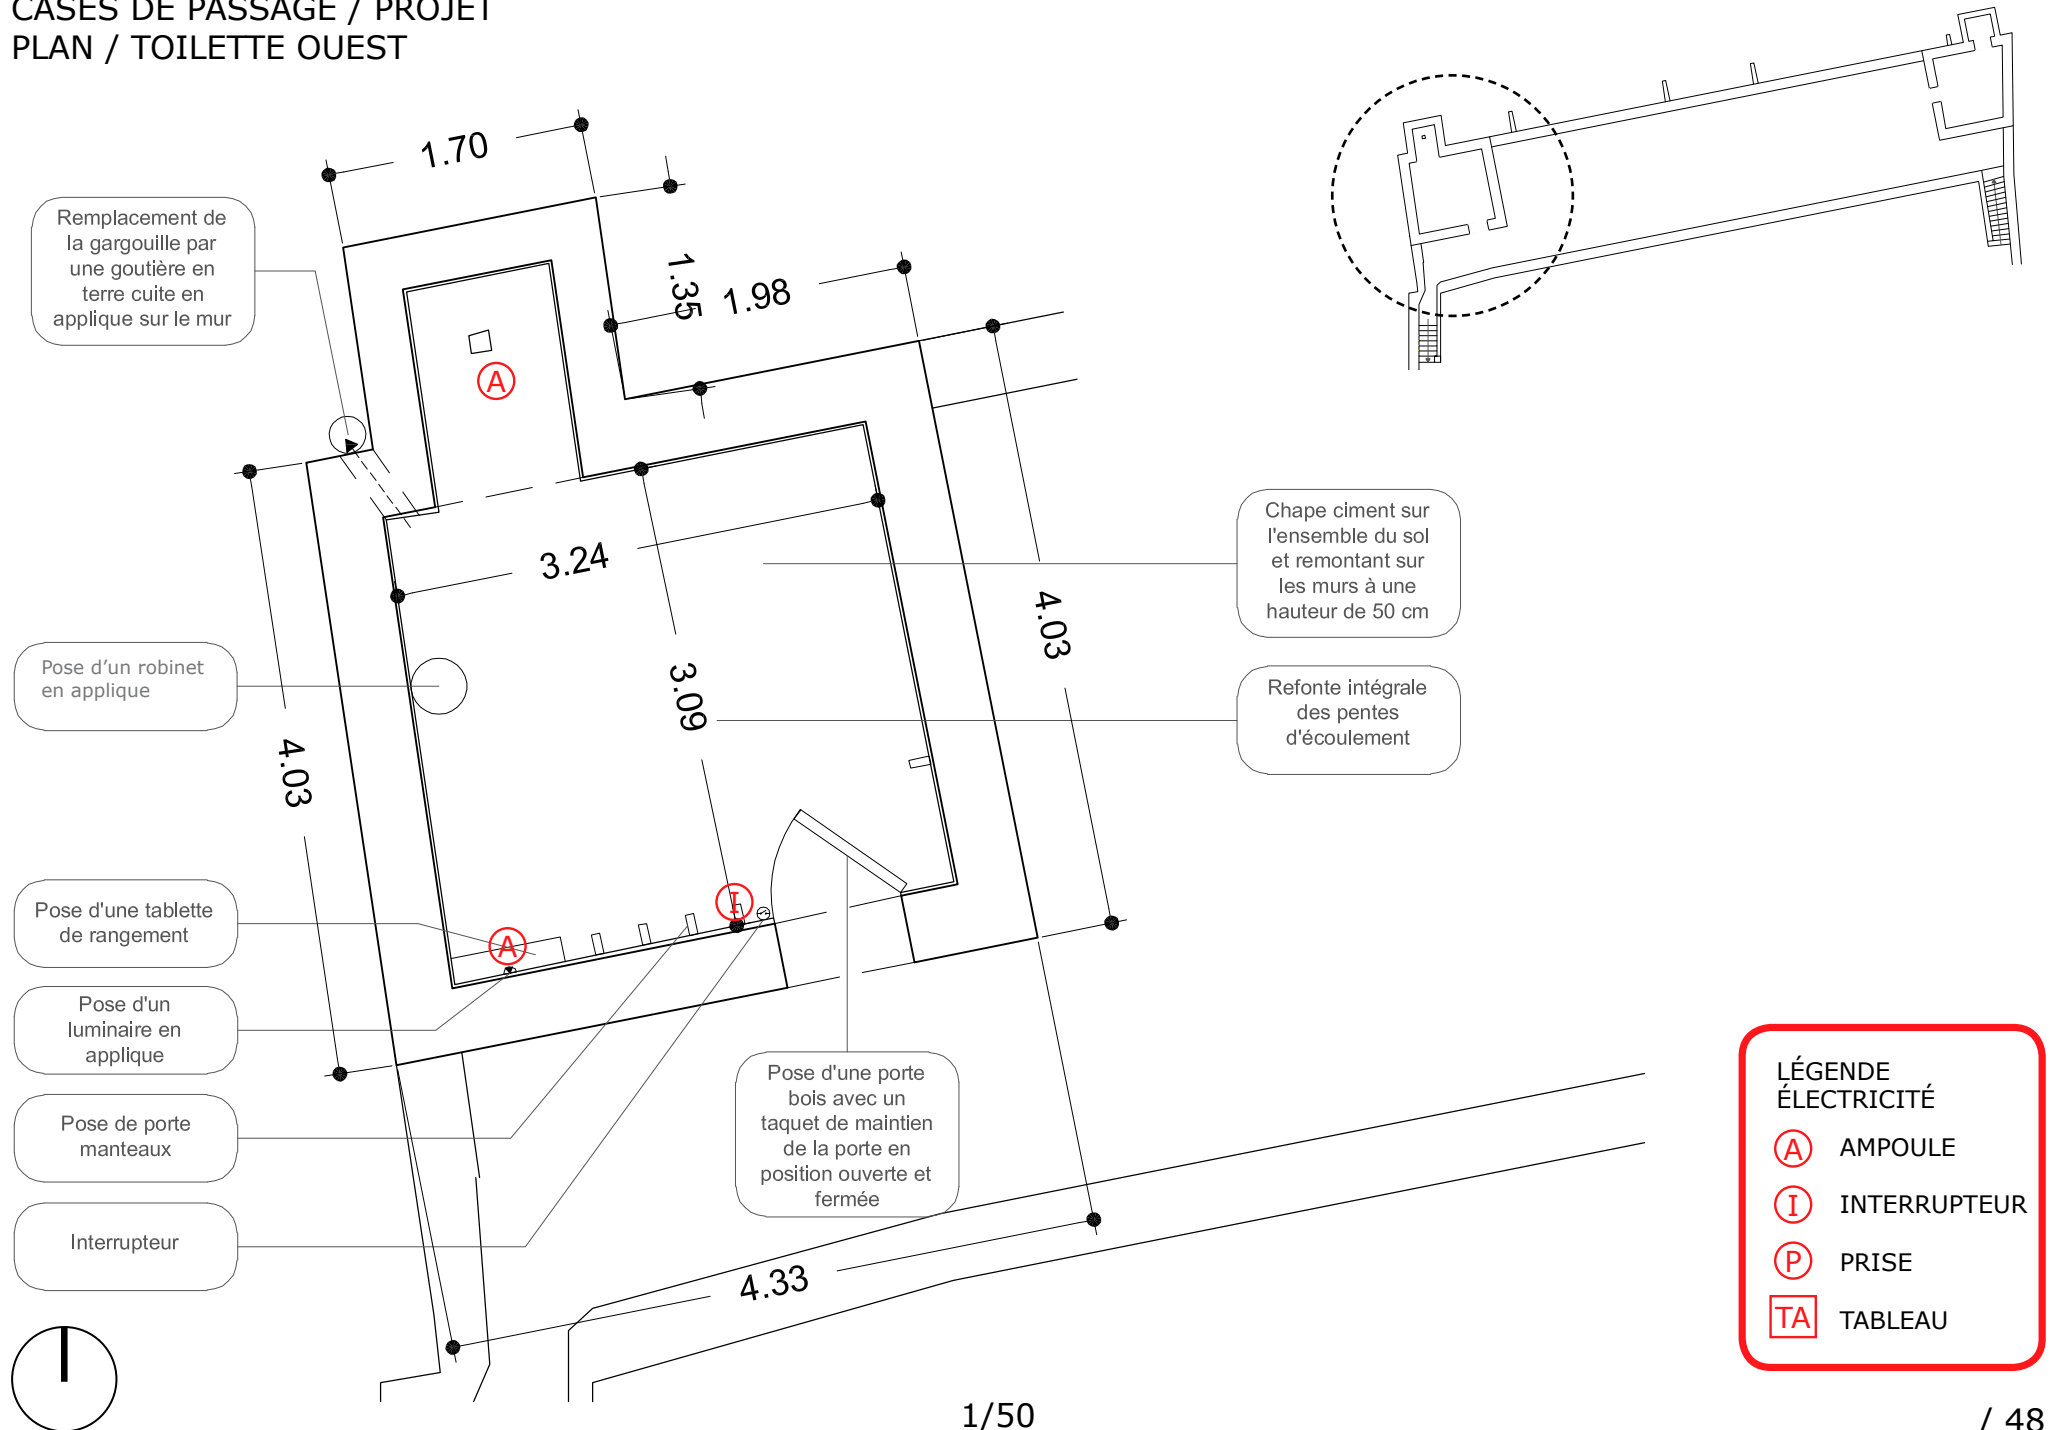 CASES DE PASSAGE / PROJET
PLAN / TOILETTE OUEST
1.70
1.35
1.98
Remplacement de
la gargouille par
une goutière en
terre cuite en
applique sur le mur
A
3.24
3.09
4.03
4.03
Chape ciment sur
l'ensemble du sol
et remontant sur
les murs à une
hauteur de 50 cm
Pose d’un robinet
en applique
Refonte intégrale
des pentes
d'écoulement
I
A
Pose d'une tablette
de rangement
Pose d'un
luminaire en
applique
Pose de porte
manteaux
Interrupteur
Pose d'une porte
bois avec un
taquet de maintien
de la porte en
position ouverte et
fermée
4.33
LÉGENDE
ÉLECTRICITÉ
A AMPOULE
I INTERRUPTEUR
P PRISE
TA TABLEAU
1/50
/ 48